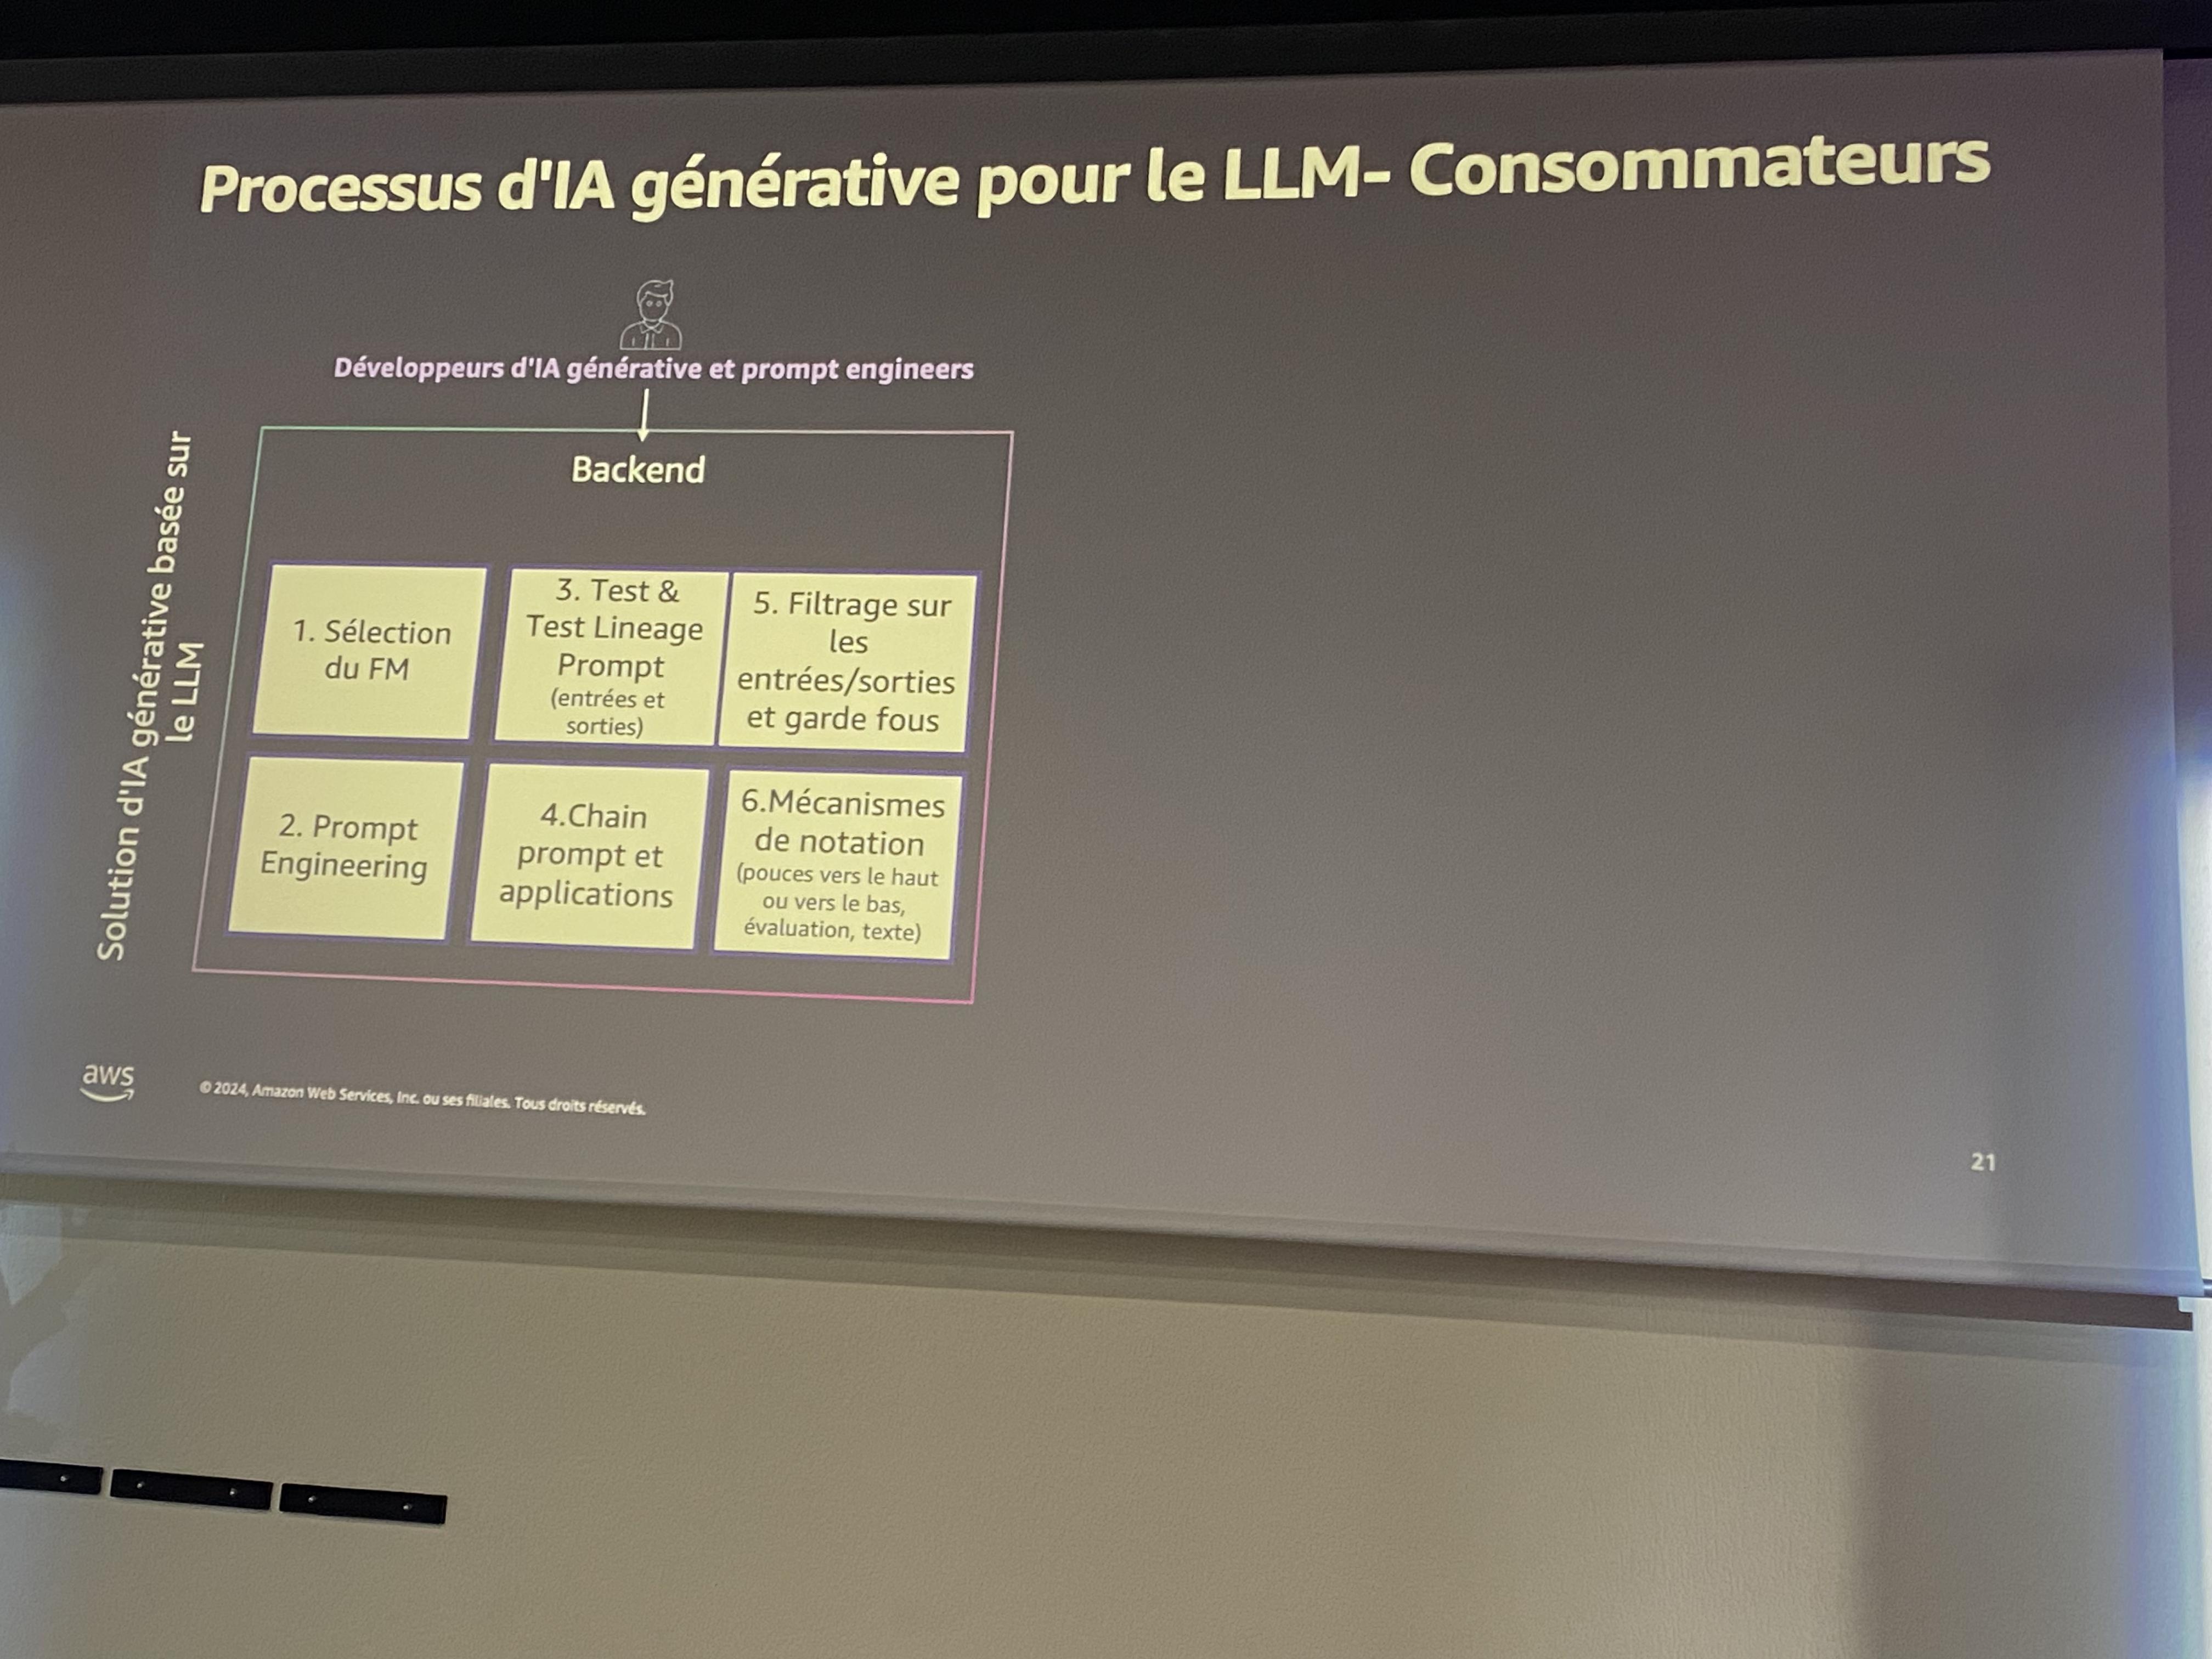 Processus d'IA générative pour le LLM- Consommateurs
Développeurs d'IA générative et prompt engineers
Solution d'IA générative basée sur
le LLM
Backend
1. Sélection
du FM
2. Prompt
Engineering
3. Test &
Test Lineage
Prompt
(entrées et
sorties)
4.Chain
prompt et
applications
5. Filtrage sur
les
entrées/sorties
et garde fous
6.Mécanismes
de notation
(pouces vers le haut
ou vers le bas,
évaluation, texte)
aws
© 2024, Amazon Web Services, Inc. ou ses filiales. Tous droits réservés.
21